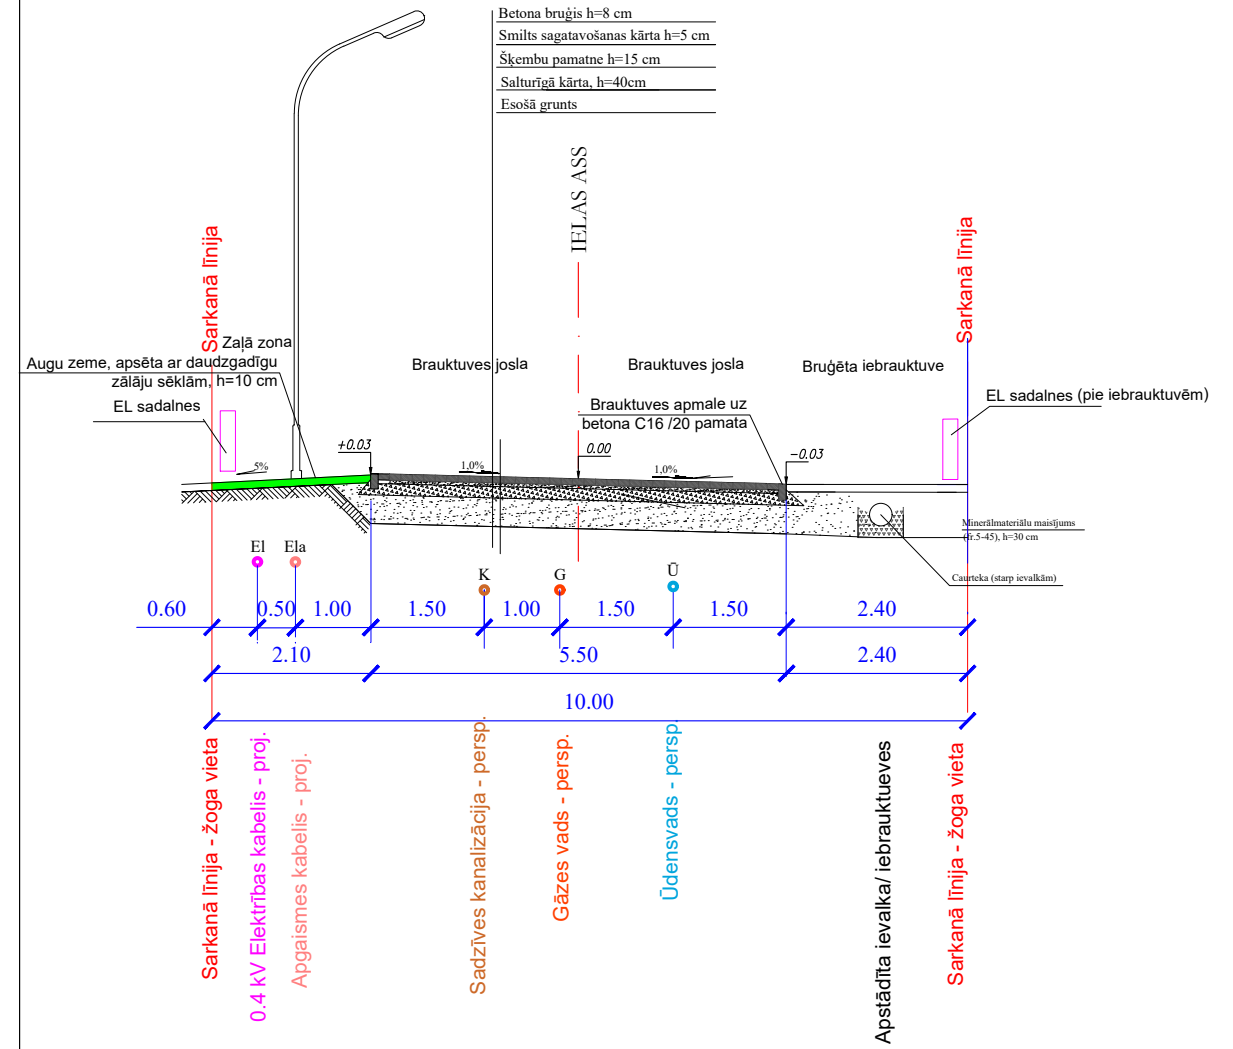 Betona bruģis h=8 cm
Smilts sagatavošanas kārta h=5 cm
Šķembu pamatne h=15 cm
Salturīgā kārta, h=40cm
Esošā grunts
IELAS ASS
Sarkanā līnija
Sarkanā līnija
Zaļā zona
Augu zeme, apsēta ar daudzgadīgu
zālāju sēklām, h=10 cm
EL sadalnes
Brauktuves josla
Brauktuves josla
Bruģēta iebrauktuve
EL sadalnes (pie iebrauktuvēm)
Brauktuves apmale uz
betona C16 /20 pamata
+0.03
0.00
-0.03
5%
1,0%
1,0%
Minerālmateriālu maisījums
(fr.5-45), h=30 cm
Caurteka (starp ievalkām)
El
Ela
K
G
Ū
0.60
0.50
1.00
1.50
1.00
1.50
1.50
2.40
2.10
5.50
2.40
10.00
Sarkanā līnija - žoga vieta
0.4 kV Elektrības kabelis - proj.
Apgaismes kabelis - proj.
Sadzīves kanalizācija - persp.
Gāzes vads - persp.
Ūdensvads - persp.
Apstādīta ievalka/ iebrauktueves
Sarkanā līnija - žoga vieta